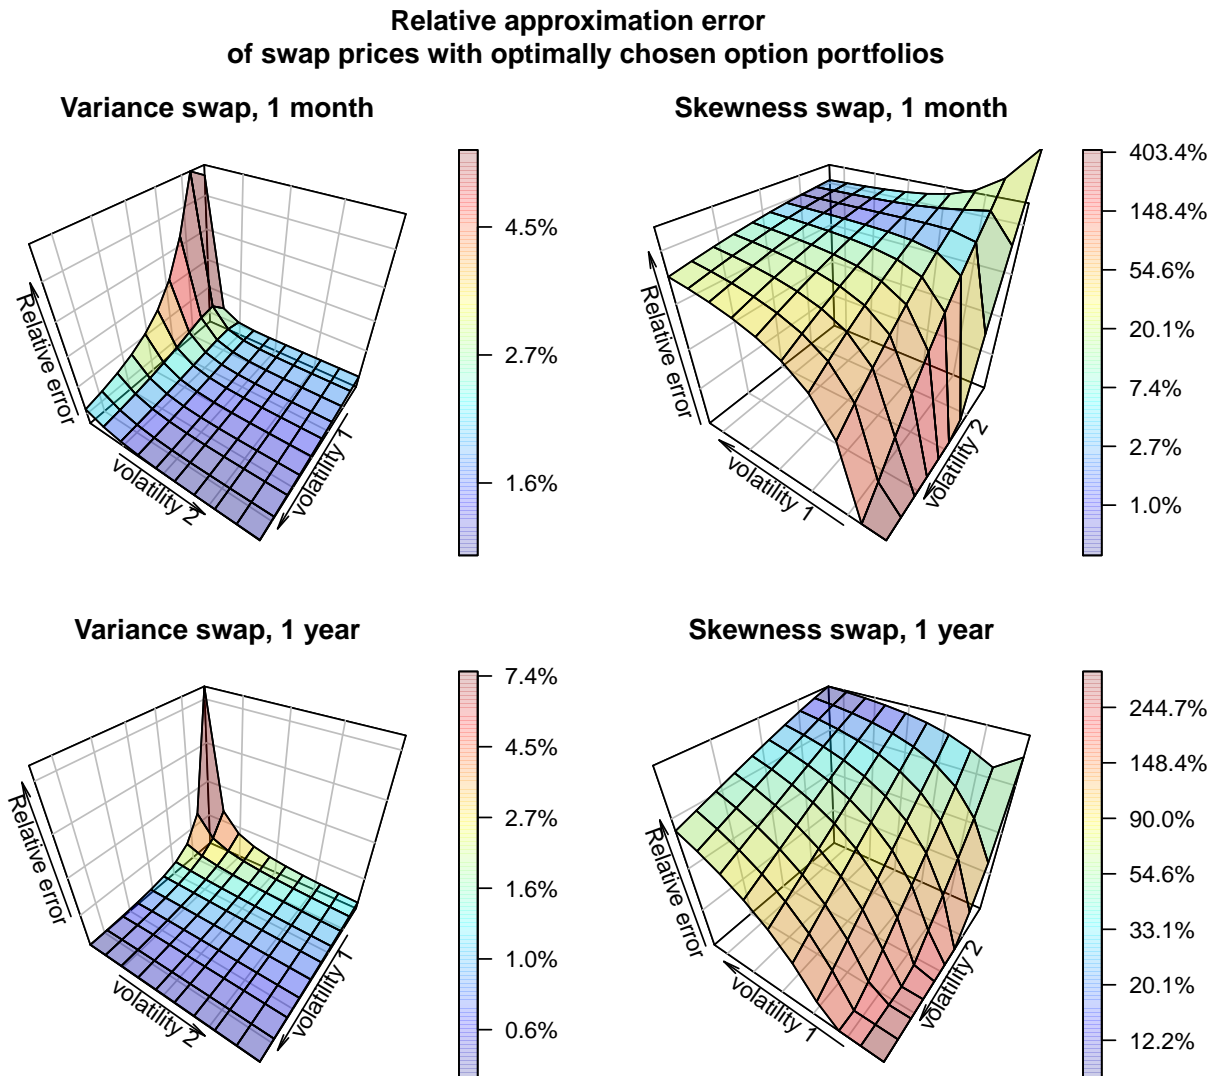 Relative approximation error
of swap prices with optimally chosen option portfolios
Variance swap, 1 month
Relative error
volatility 2
volatility 1
4.5%
2.7%
1.6%
Skewness swap, 1 month
Relative error
volatility 1
volatility 2
403.4%
148.4%
54.6%
20.1%
7.4%
2.7%
1.0%
Variance swap, 1 year
Relative error
volatility 2
volatility 1
7.4%
4.5%
2.7%
1.6%
1.0%
0.6%
Skewness swap, 1 year
Relative error
volatility 1
volatility 2
244.7%
148.4%
90.0%
54.6%
33.1%
20.1%
12.2%